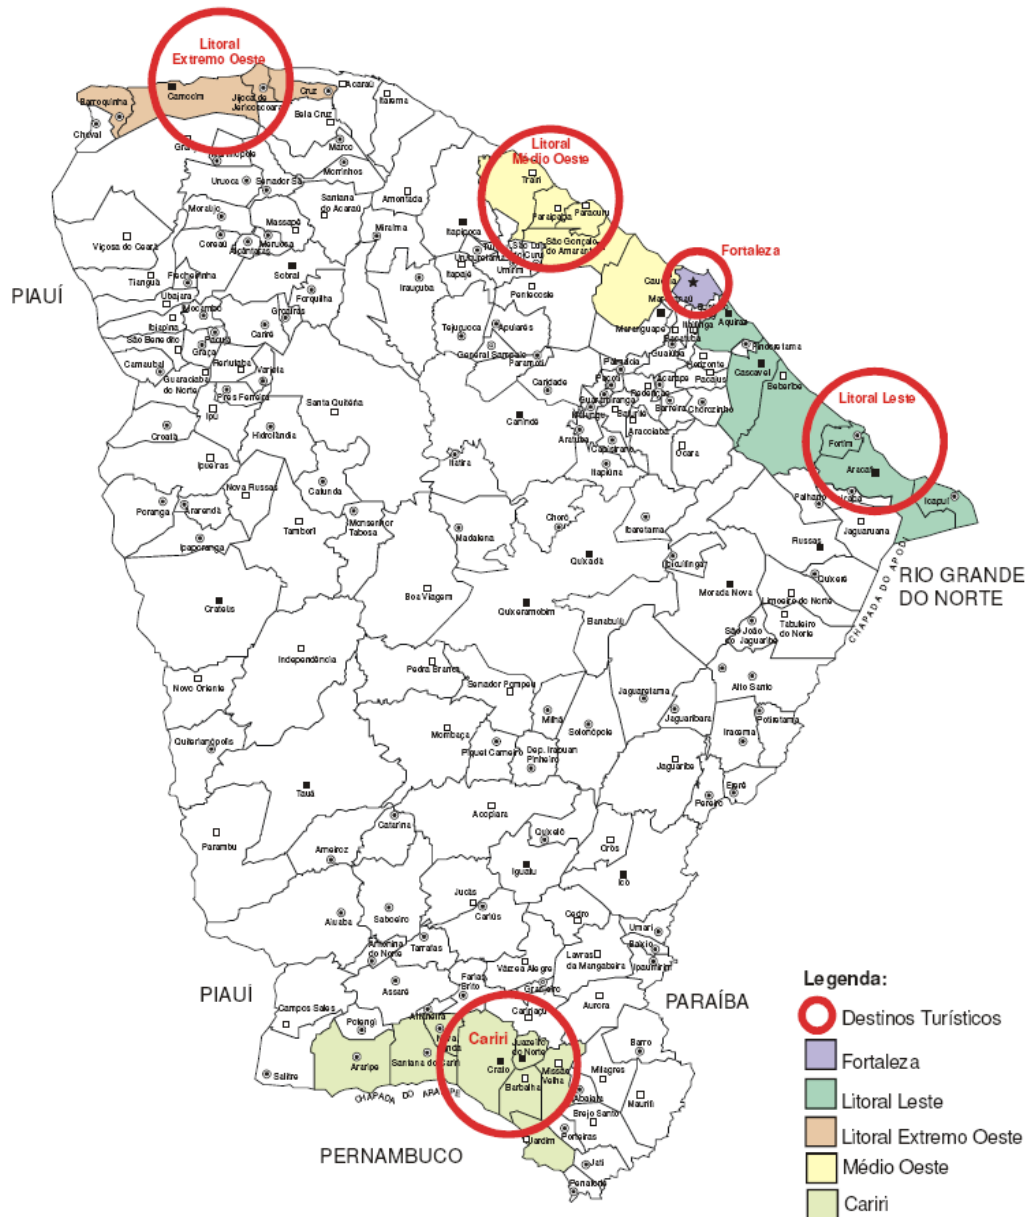 Litoral
Extremo Oeste
Acaraú
Itarema
Cruz
Barroquinha
Camocim
Jijoca de
Jericoacoara
Bela Cruz
Chaval
Marco
Morrinhos
Uruoca
Senador Sá
Santana
do Acaraú
Amontada
Moraújo
Massapê
Miraíma
Coreaú
Meruoca
Alcântaras
Viçosa do Ceará
Tianguá
Frecheirinha
Sobral
Ubajara
Forquilha
Mocambo
Groaíras
Ibiapina
Cariré
São Benedito
Pacujá
Graça
Carnaubal
Reriutaba
Varjota
Guaraciaba
do Norte
Pires Ferreira
Ipú
Santa Quitéria
Croatá
Hidrolândia
Ipueiras
Nova Russas
Catunda
Poranga
Ararendá
Tamboril
Monsenhor
Tabosa
Ipaporanga
Litoral
Médio Oeste
Trairi
Paraipaba
Paracuru
Itapipoca
São Gonçalo
do Amarante
Umirim
Itapajé
Irauçuba
Pentecoste
Tejuçuoca
Apuiarés
General Sampaio
Paramoti
Caridade
Canindé
Itatira
Fortaleza
Caucaia
Maranguape
Aquiraz
Pindoretama
Guaiuba
Horizonte
Cascavel
Pacajus
Beberibe
Palmácia
Pacoti
Acarape
Redenção
Guaramiranga
Barreira
Chorozinho
Baturité
Aracoiaba
Aratuba
Capistrano
Ocara
Itapiúna
Litoral Leste
Fortim
Aracati
Icapuí
Palhano
Jaguaruana
Russas
Choró
Ibaretama
Madalena
Quixadá
Ibicuitinga
Morada Nova
Quixeré
Limoeiro do Norte
Tabuleiro
do Norte
São João
do Jaguaribe
CHAPADA DO APODI
RIO GRANDE
DO NORTE
PIAUÍ
Crateús
Boa Viagem
Quixeramobim
Banabuiú
Independência
Novo Oriente
Pedra Branca
Senador Pompeu
Jaguaretama
Alto Santo
Milhã
Solonópole
Jaguaribara
Potiretama
Iracema
Quiterianópolis
Mombaça
Piquet Carneiro
Dep. Irapuan
Pinheiro
Jaguaribe
Ererê
Pereiro
Tauá
Acopiara
Catarina
Quixelô
Parambu
Arneiroz
Orós
Iguatu
Icó
Jucás
Cariús
Aiuaba
Saboeiro
Cedro
Umari
Baixio
Antonina
do Norte
Tarrafas
Lavras
da Mangabeira
Ipaumirim
Várzea Alegre
Farias
Brito
Granjeiro
Assaré
Aurora
PIAUÍ
PARAÍBA
Campos Sales
Potengi
Altaneira
Caririaçu
Cariri
Nova
Juazeiro
do Norte
Barro
Araripe
Santana do Cariri
Crato
Missão
Velha
Milagres
Salitre
Barbalha
Abaiara
Mauriti
CHAPADA DO ARARIPE
Brejo Santo
Porteiras
Jardim
Jati
Penaforte
PERNAMBUCO
Legenda:
Destinos Turísticos
Fortaleza
Litoral Leste
Litoral Extremo Oeste
Médio Oeste
Cariri